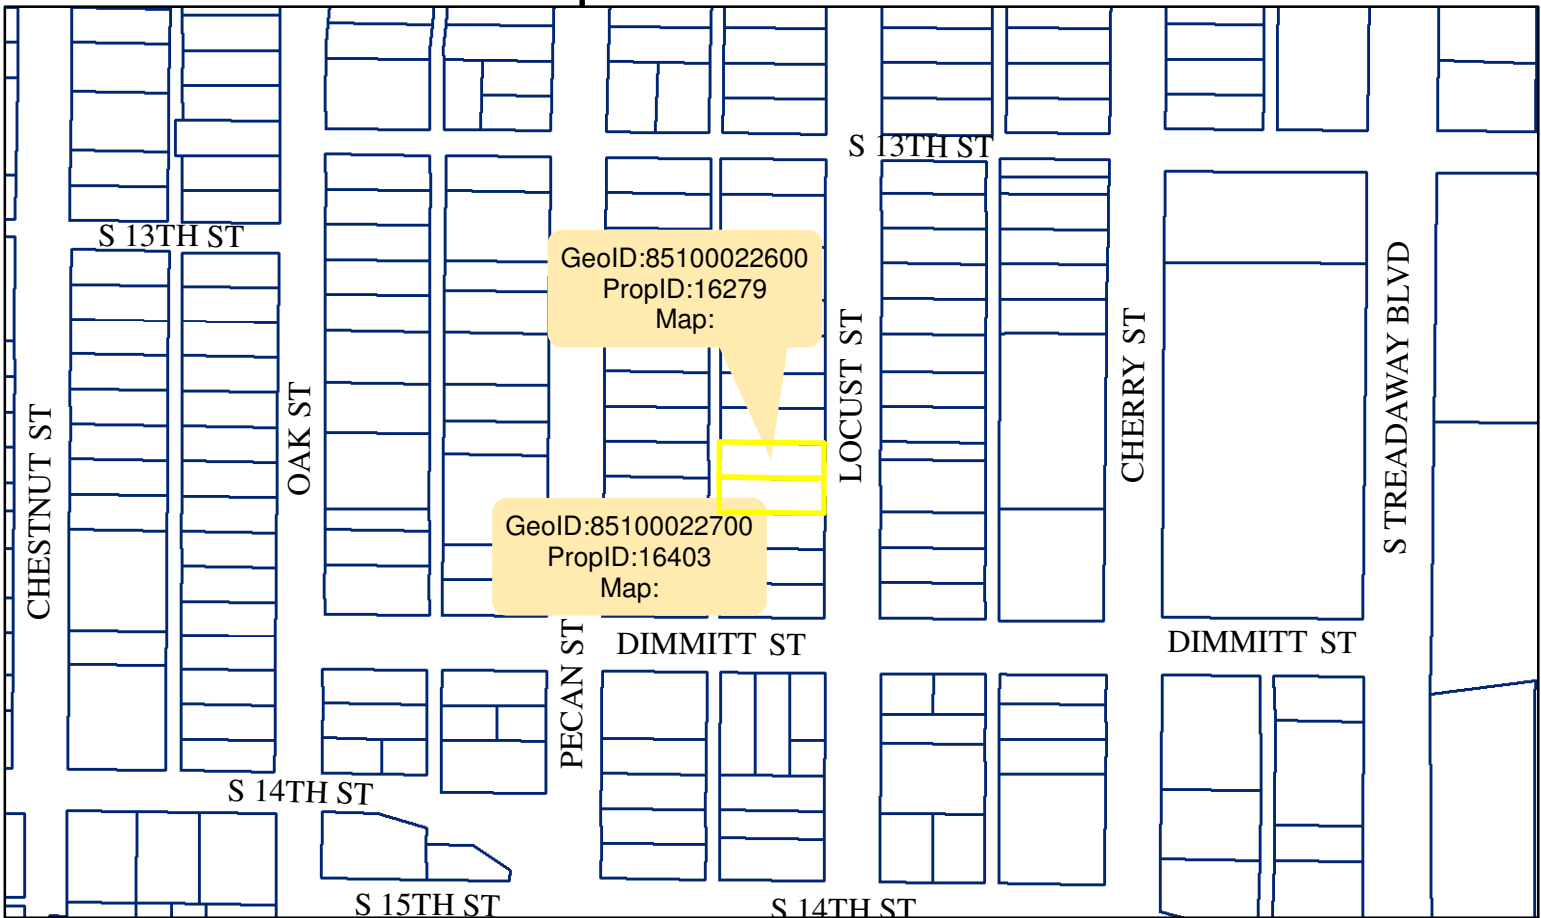 S 13TH ST
S 13TH ST
GeoID:85100022600
PropID:16279
Map:
CHESTNUT ST
OAK ST
LOCUST ST
CHERRY ST
S TREADAWAY BLVD
GeoID:85100022700
PropID:16403
Map:
PECAN ST
DIMMITT ST
DIMMITT ST
S 14TH ST
S 15TH ST
S 14TH ST